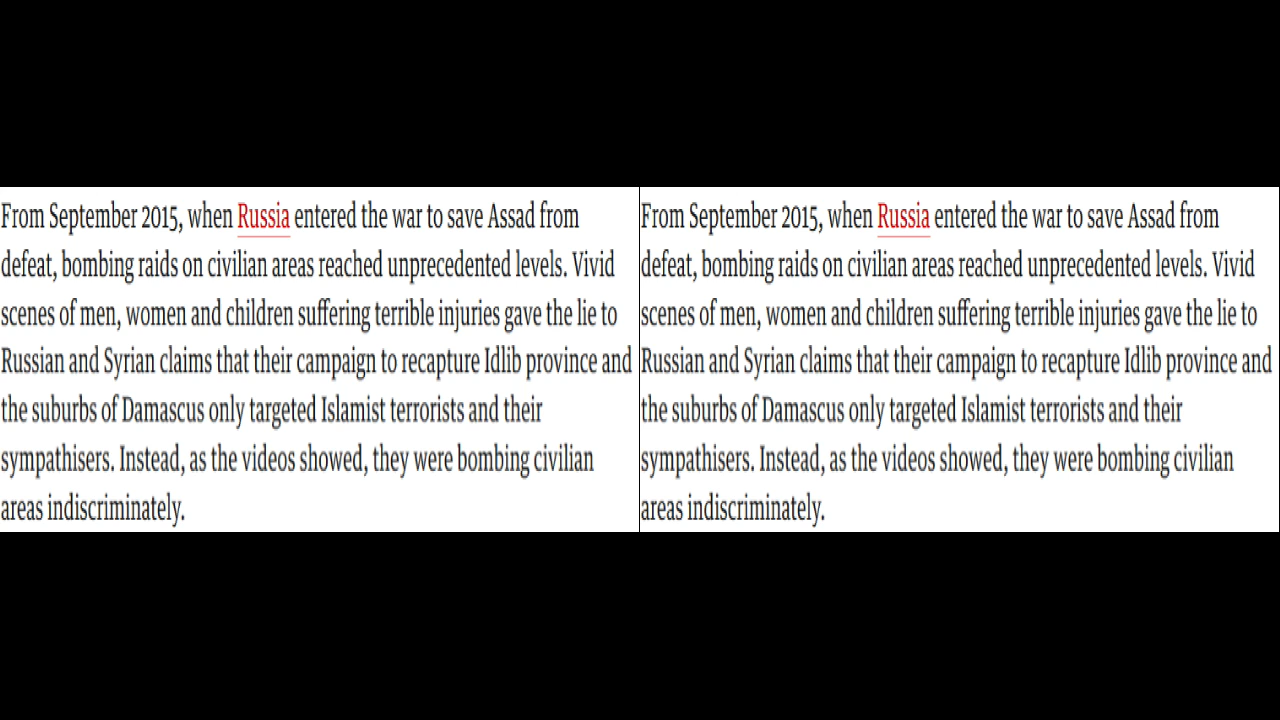 From September 2015, when Russia entered the war to save Assad from
defeat, bombing raids on civilian areas reached unprecedented levels. Vivid
scenes of men, women and children suffering terrible injuries gave the lie to
Russian and Syrian claims that their campaign to recapture Idlib province and
the suburbs of Damascus only targeted Islamist terrorists and their
sympathisers. Instead, as the videos showed, they were bombing civilian
areas indiscriminately.
From September 2015, when Russia entered the war to save Assad from
defeat, bombing raids on civilian areas reached unprecedented levels. Vivid
scenes of men, women and children suffering terrible injuries gave the lie to
Russian and Syrian claims that their campaign to recapture Idlib province and
the suburbs of Damascus only targeted Islamist terrorists and their
sympathisers. Instead, as the videos showed, they were bombing civilian
areas indiscriminately.